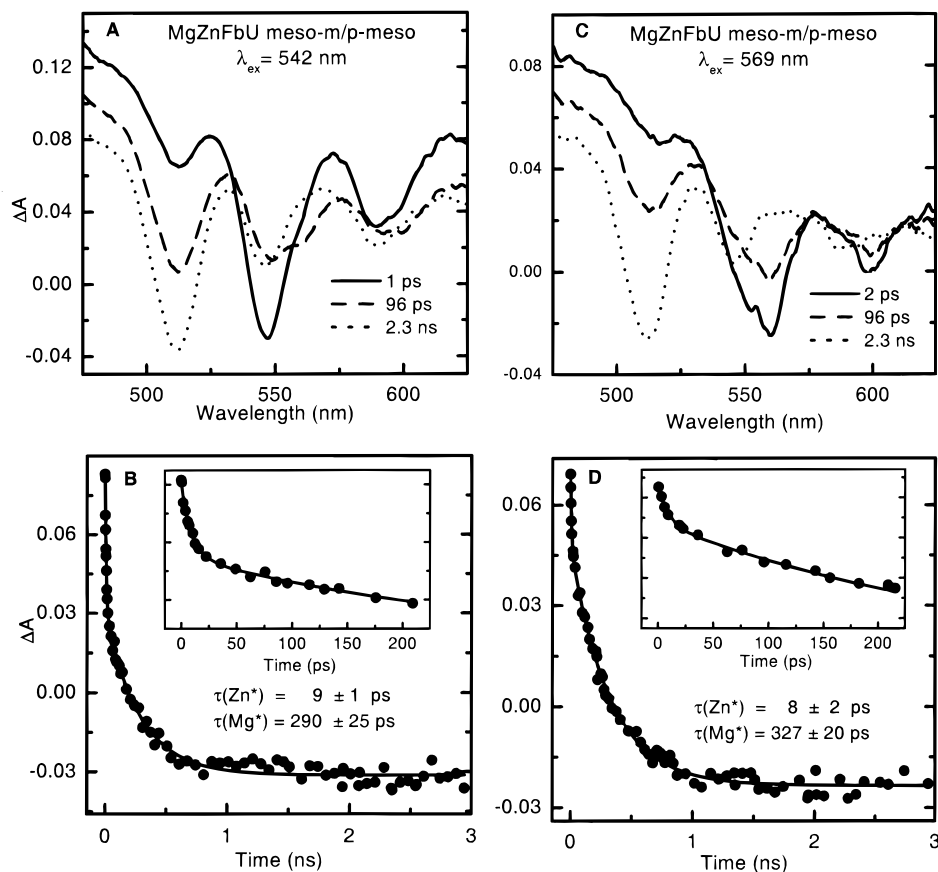 A
MgZnFbU meso-m/p-meso
λex = 542 nm
0.12
0.08
0.04
0.00
-0.04
ΔA
1 ps
96 ps
2.3 ns
500
550
600
Wavelength (nm)
C
MgZnFbU meso-m/p-meso
λex = 569 nm
0.08
0.04
0.00
-0.04
2 ps
96 ps
2.3 ns
500
550
600
Wavelength (nm)
B
0.06
0.03
0.00
-0.03
ΔA
0 50 100 150 200
Time (ps)
τ(Zn*) = 9 ± 1 ps
τ(Mg*) = 290 ± 25 ps
0 1 2 3
Time (ns)
D
0.06
0.03
0.00
-0.03
0 50 100 150 200
Time (ps)
τ(Zn*) = 8 ± 2 ps
τ(Mg*) = 327 ± 20 ps
0 1 2 3
Time (ns)